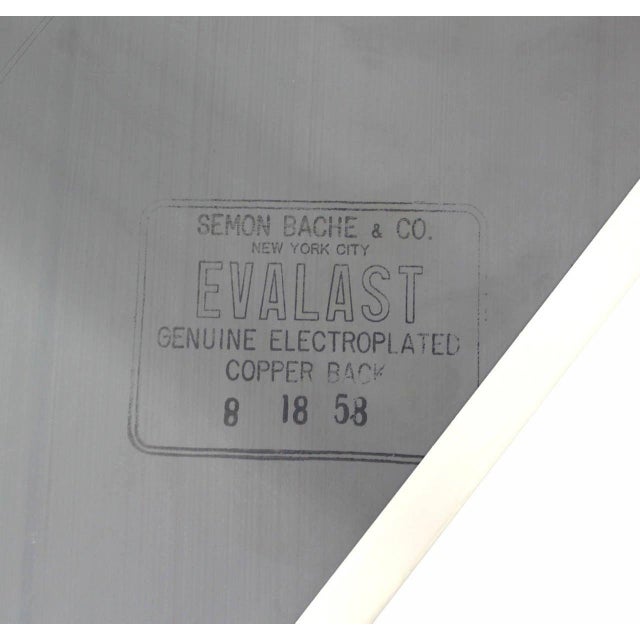 SEMON BACHE & CO.
NEW YORK CITY
EVALAST
GENUINE ELECTROPLATED
COPPER BACK
8 18 58